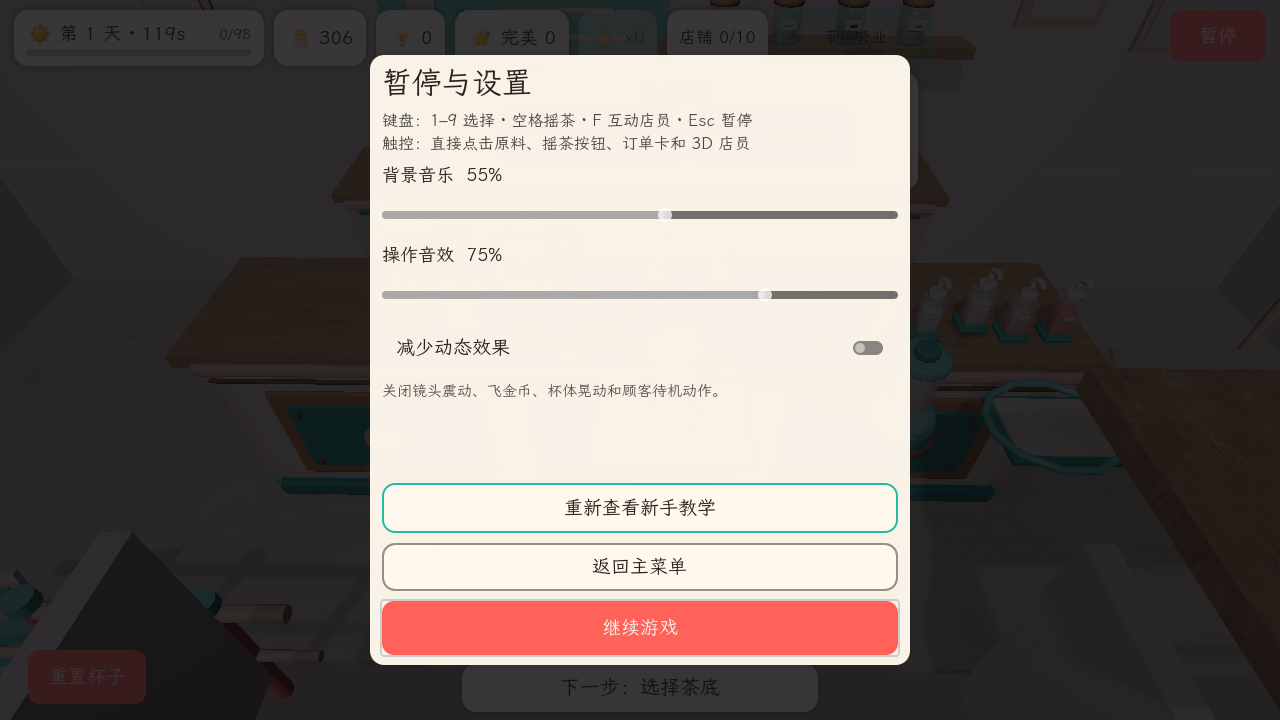 第 1 天·119s
0/98
306
0
完美 0
x0
店铺 0/10
平稳营业
暂停
暂停与设置
键盘：1–9 选择·空格摇茶·F 互动店员·Esc 暂停
触控：直接点击原料、摇茶按钮、订单卡和 3D 店员
背景音乐 55%
操作音效 75%
减少动态效果
关闭镜头震动、飞金币、杯体晃动和顾客待机动作。
重新查看新手教学
返回主菜单
继续游戏
重置杯子
下一步：选择茶底